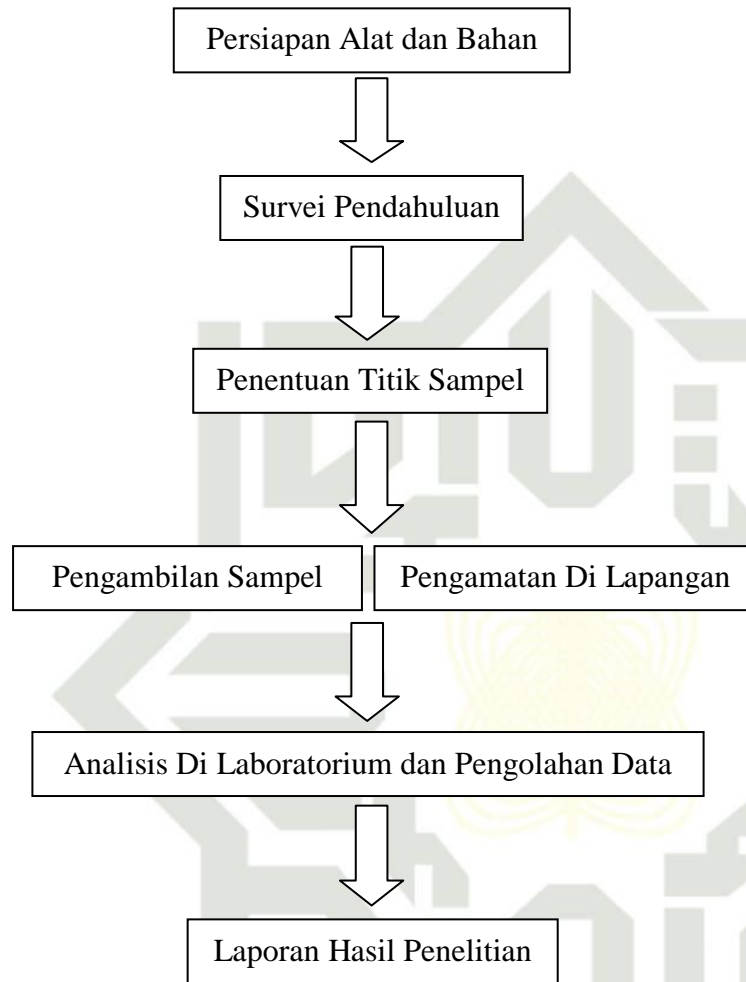 Persiapan Alat dan Bahan
Survei Pendahuluan
Penentuan Titik Sampel
Pengambilan Sampel
Pengamatan Di Lapangan
Analisis Di Laboratorium dan Pengolahan Data
Laporan Hasil Penelitian